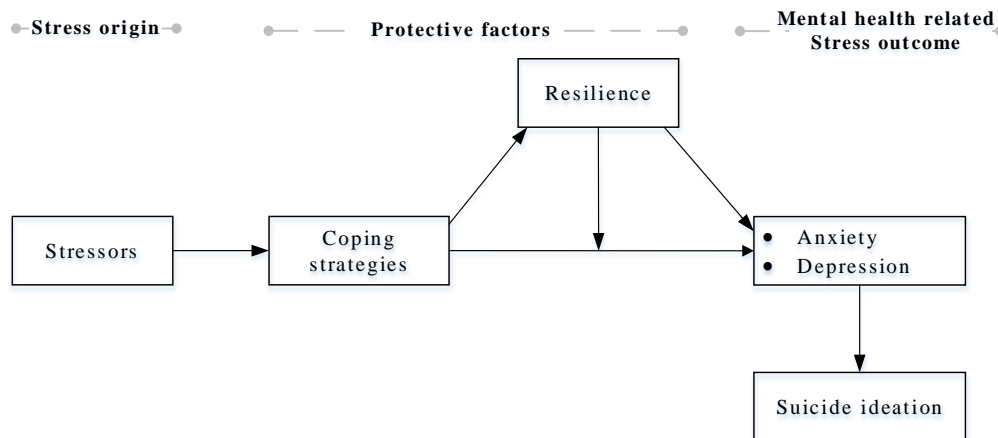 Stress origin
Protective factors
Mental health related
Stress outcome
Resilience
Stressors
Coping
strategies
• Anxiety
• Depression
Suicide ideation